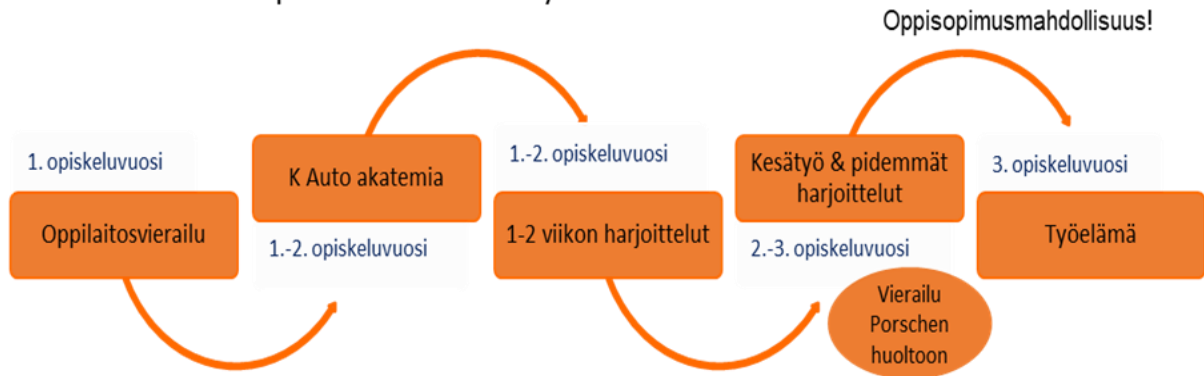 Oppisopimusmahdollisuus!
1. opiskeluvuosi
Oppilaitosvierailu
K Auto akatemia
1.-2. opiskeluvuosi
1.-2. opiskeluvuosi
1-2 viikon harjoittelut
Kesätyö & pidemmät
harjoittelut
2.-3. opiskeluvuosi
Vierailu
Porschen
huoltoon
3. opiskeluvuosi
Työelämä